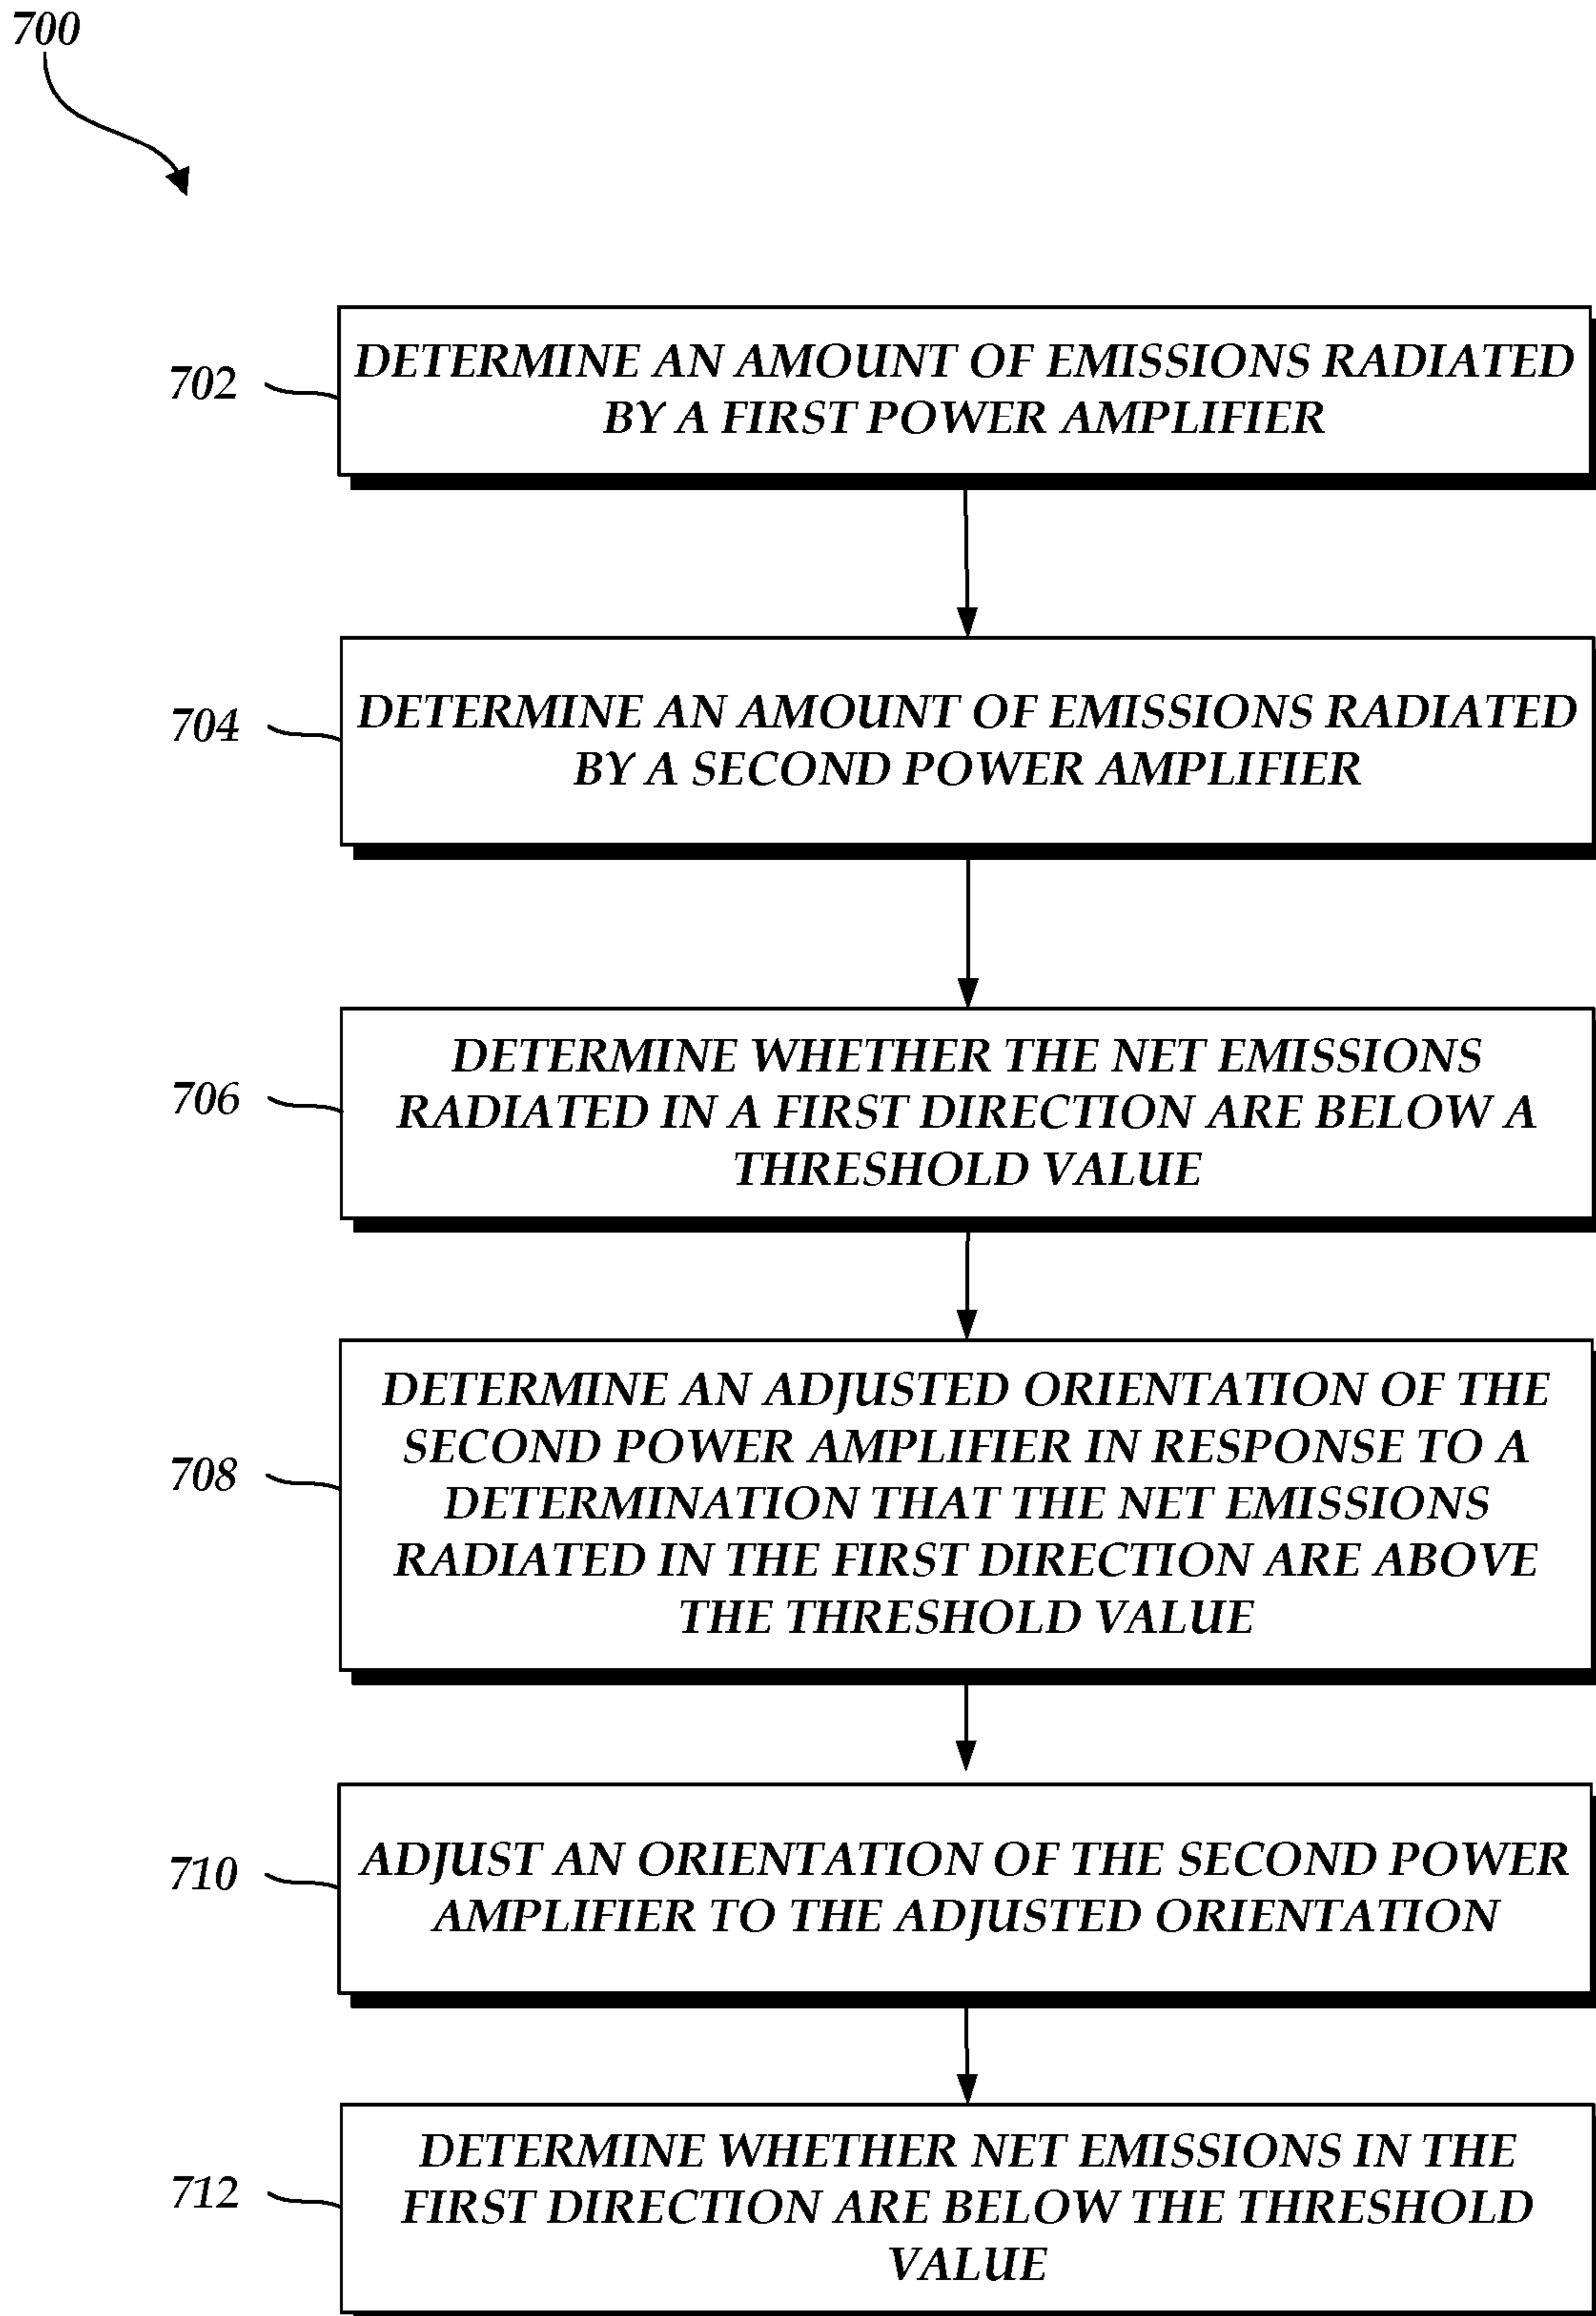 700
702
DETERMINE AN AMOUNT OF EMISSIONS RADIATED
BY A FIRST POWER AMPLIFIER
704
DETERMINE AN AMOUNT OF EMISSIONS RADIATED
BY A SECOND POWER AMPLIFIER
706
DETERMINE WHETHER THE NET EMISSIONS
RADIATED IN A FIRST DIRECTION ARE BELOW A
THRESHOLD VALUE
708
DETERMINE AN ADJUSTED ORIENTATION OF THE
SECOND POWER AMPLIFIER IN RESPONSE TO A
DETERMINATION THAT THE NET EMISSIONS
RADIATED IN THE FIRST DIRECTION ARE ABOVE
THE THRESHOLD VALUE
710
ADJUST AN ORIENTATION OF THE SECOND POWER
AMPLIFIER TO THE ADJUSTED ORIENTATION
712
DETERMINE WHETHER NET EMISSIONS IN THE
FIRST DIRECTION ARE BELOW THE THRESHOLD
VALUE